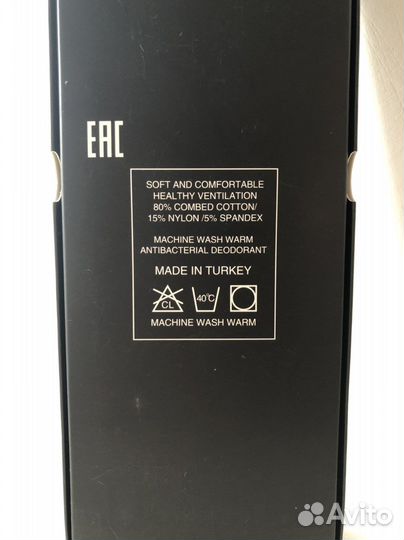 EAC
SOFT AND COMFORTABLE
HEALTHY VENTILATION
80% COMBED COTTON/
15% NYLON /5% SPANDEX
MACHINE WASH WARM
ANTIBACTERIAL DEODORANT
MADE IN TURKEY
CL 40°C
MACHINE WASH WARM
Avito